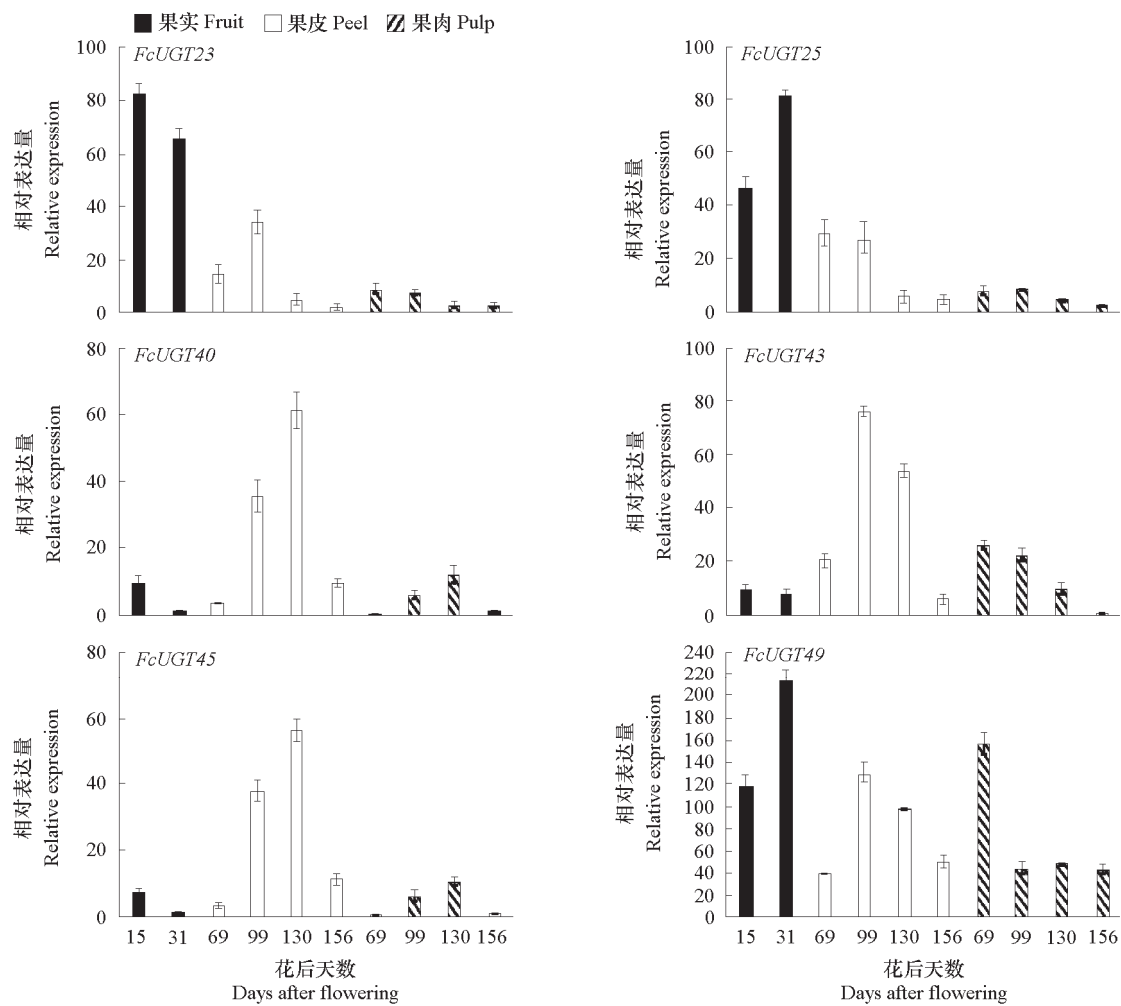 果实 Fruit 果皮 Peel 果肉 Pulp
FcUGT23
100
80
60
40
20
0
相对表达量
Relative expression
FcUGT25
100
80
60
40
20
0
相对表达量
Relative expression
FcUGT40
80
60
40
20
0
相对表达量
Relative expression
FcUGT43
100
80
60
40
20
0
相对表达量
Relative expression
FcUGT45
80
60
40
20
0
相对表达量
Relative expression
15 31 69 99 130 156 69 99 130 156
花后天数
Days after flowering
FcUGT49
240
220
200
180
160
140
120
100
80
60
40
20
0
相对表达量
Relative expression
15 31 69 99 130 156 69 99 130 156
花后天数
Days after flowering